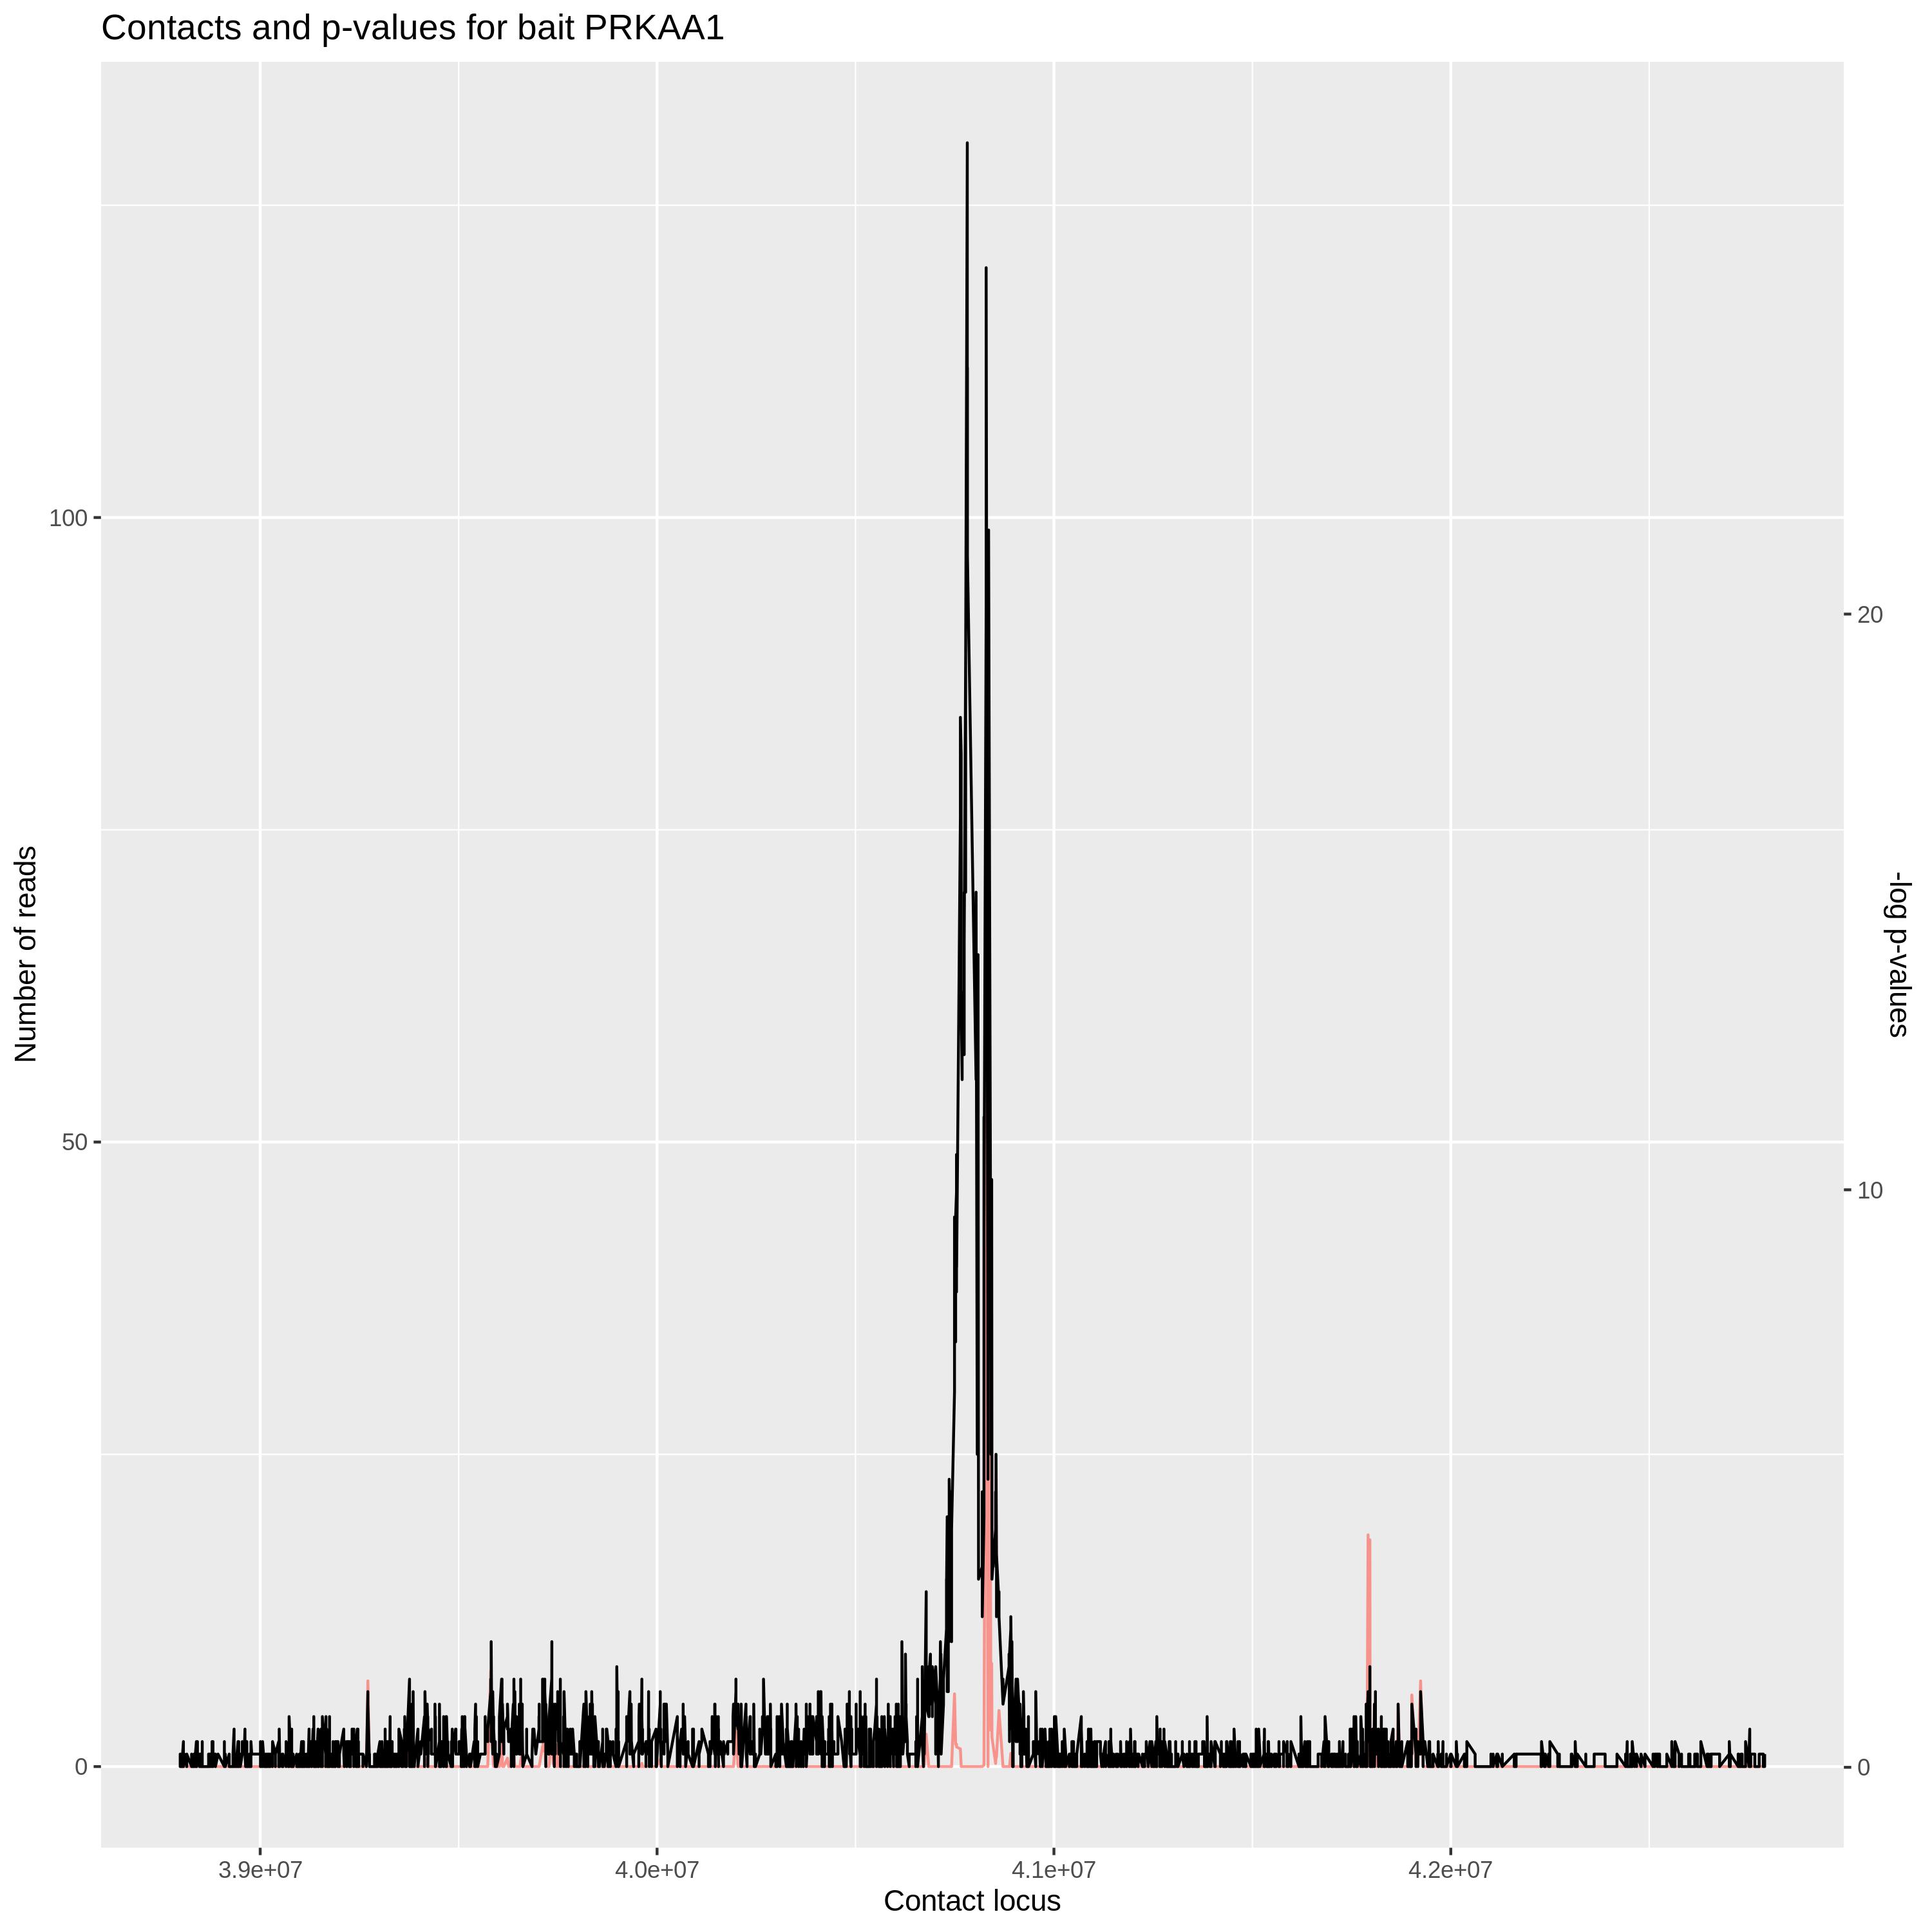 Contacts and p-values for bait PRKAA1
100
50
0
Number of reads
20
10
0
-log p-values
3.9e+07
4.0e+07
4.1e+07
4.2e+07
Contact locus